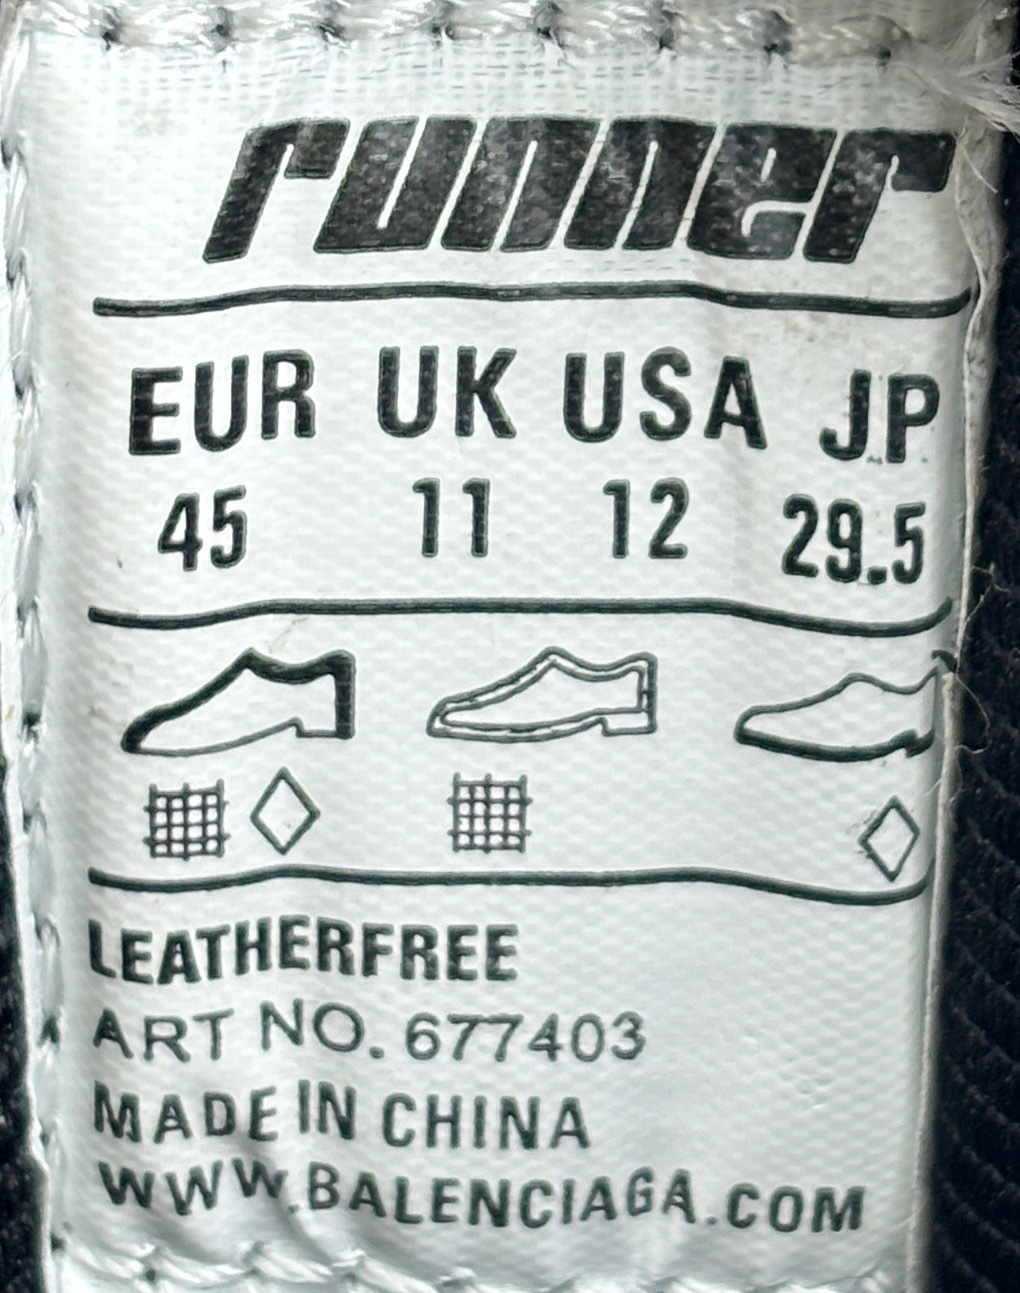 runner
EUR UK USA JP
45 11 12 29.5
LEATHERFREE
ART NO. 677403
MADE IN CHINA
WWW.BALENCIAGA.COM